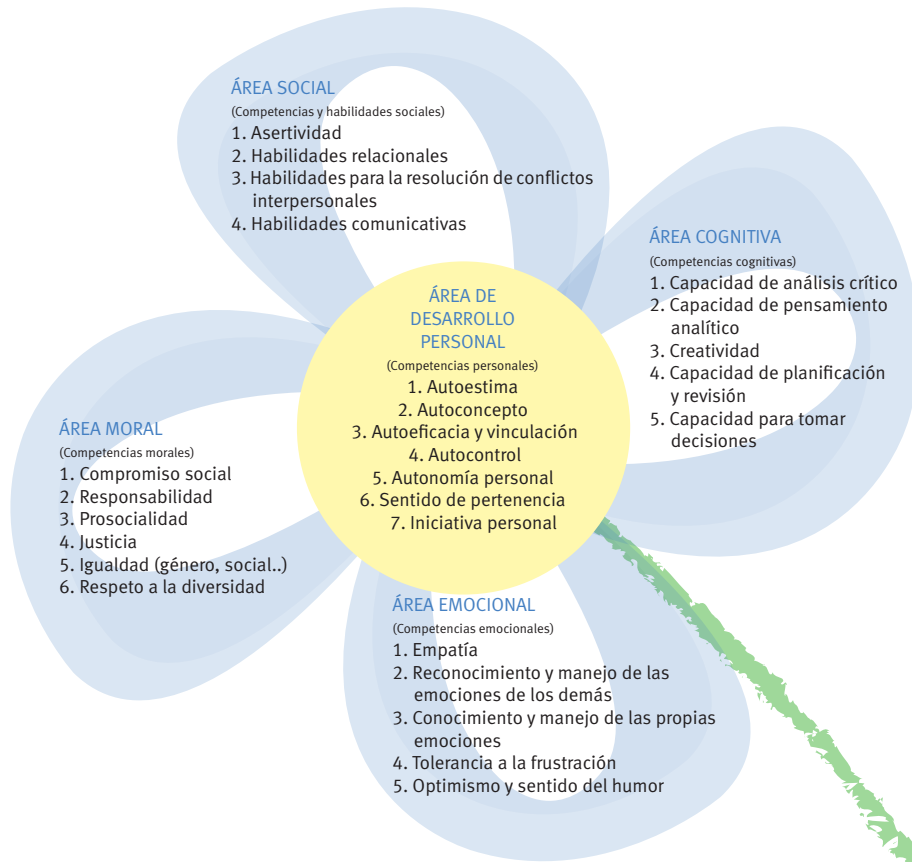 ÁREA SOCIAL
(Competencias y habilidades sociales)
1. Asertividad
2. Habilidades relacionales
3. Habilidades para la resolución de conflictos
interpersonales
4. Habilidades comunicativas
ÁREA COGNITIVA
(Competencias cognitivas)
1. Capacidad de análisis crítico
2. Capacidad de pensamiento
analítico
3. Creatividad
4. Capacidad de planificación
y revisión
5. Capacidad para tomar
decisiones
ÁREA DE
DESARROLLO
PERSONAL
(Competencias personales)
1. Autoestima
2. Autoconcepto
3. Autoeficacia y vinculación
4. Autocontrol
5. Autonomía personal
6. Sentido de pertenencia
7. Iniciativa personal
ÁREA MORAL
(Competencias morales)
1. Compromiso social
2. Responsabilidad
3. Prosocialidad
4. Justicia
5. Igualdad (género, social..)
6. Respeto a la diversidad
ÁREA EMOCIONAL
(Competencias emocionales)
1. Empatía
2. Reconocimiento y manejo de las
emociones de los demás
3. Conocimiento y manejo de las propias
emociones
4. Tolerancia a la frustración
5. Optimismo y sentido del humor